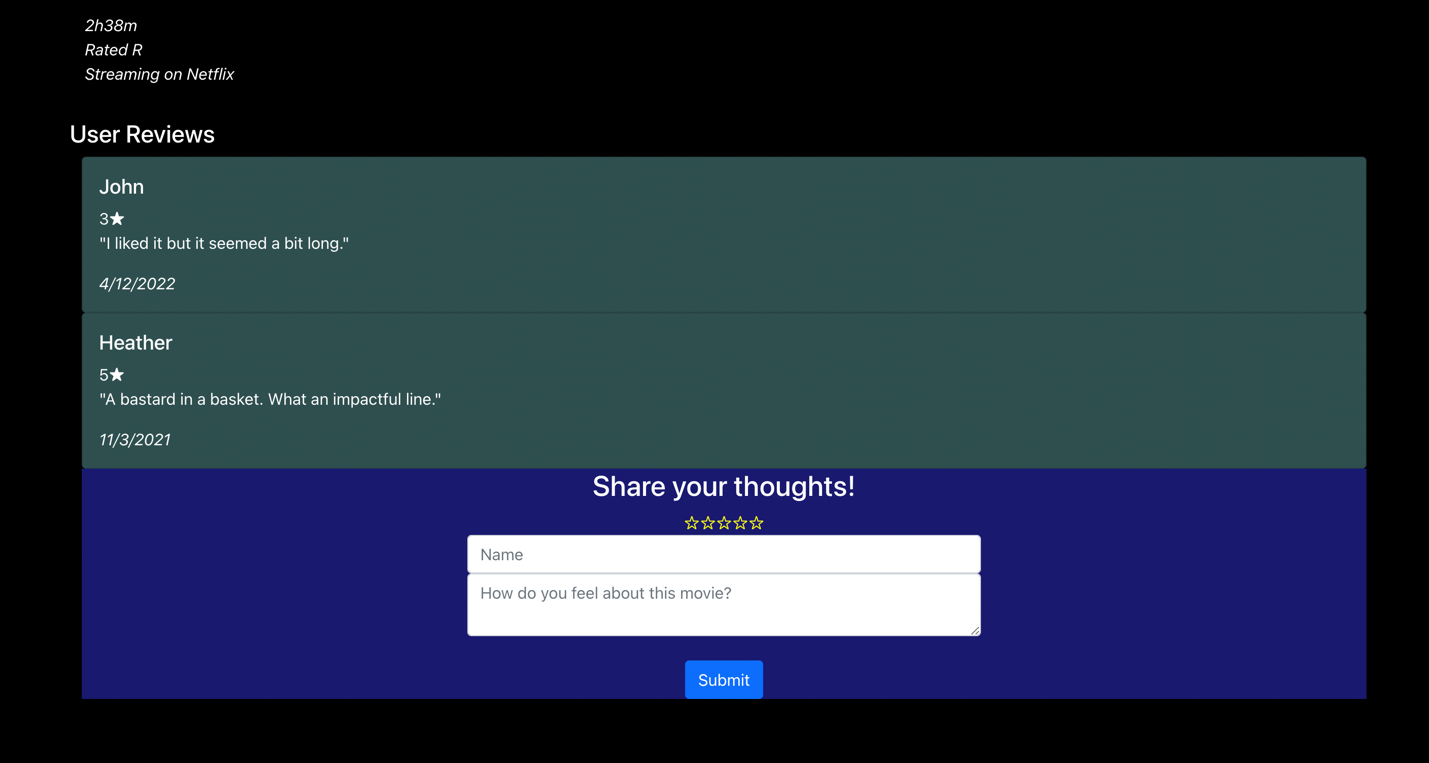 2h38m
Rated R
Streaming on Netflix
User Reviews
John
3★
"I liked it but it seemed a bit long."
4/12/2022
Heather
5★
"A bastard in a basket. What an impactful line."
11/3/2021
Share your thoughts!
☆☆☆☆☆
Name
How do you feel about this movie?
Submit